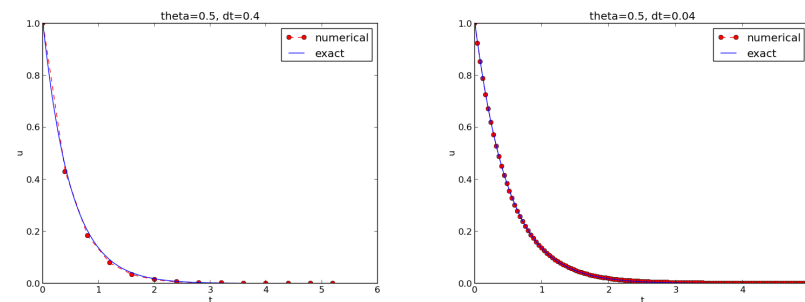 theta=0.5, dt=0.4
1.0
0.8
0.6
0.4
0.2
0.0
u
0 1 2 3 4 5 6
t
numerical
exact
theta=0.5, dt=0.04
1.0
0.8
0.6
0.4
0.2
0.0
u
0 1 2 3 4
t
numerical
exact